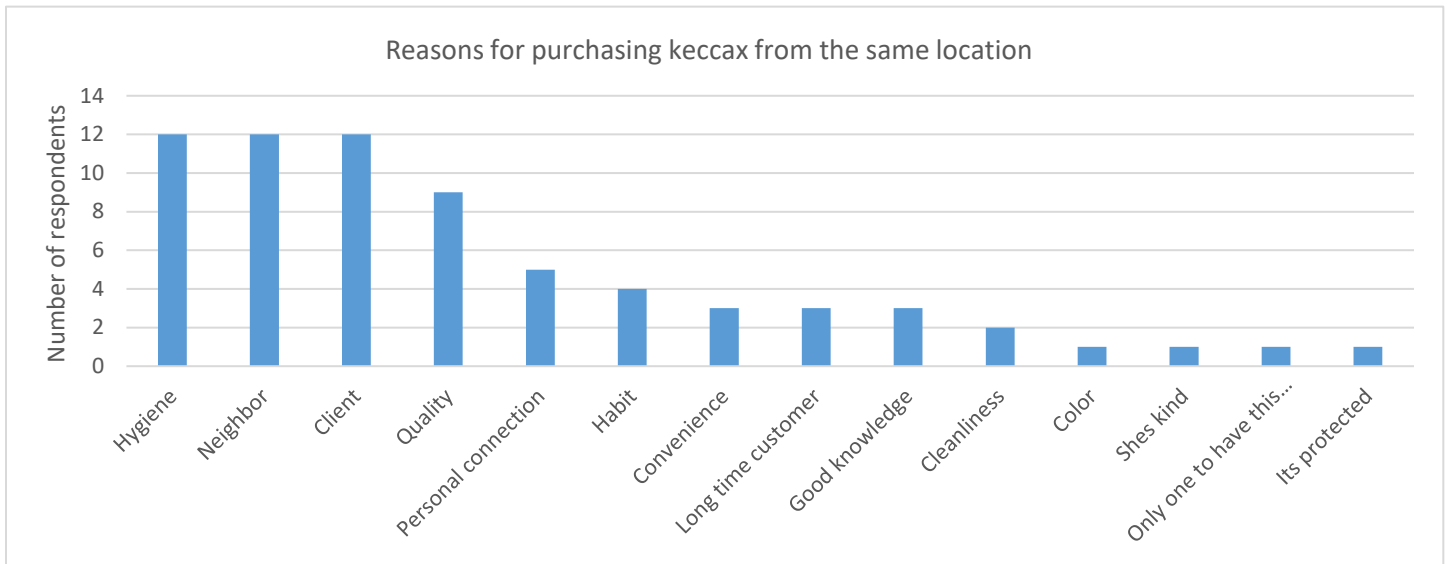 Reasons for purchasing keccax from the same location
Number of respondents
14
12
10
8
6
4
2
0
Hygiene
Neighbor
Client
Quality
Personal connection
Habit
Convenience
Long time customer
Good knowledge
Cleanliness
Color
Shes kind
Only one to have this...
Its protected